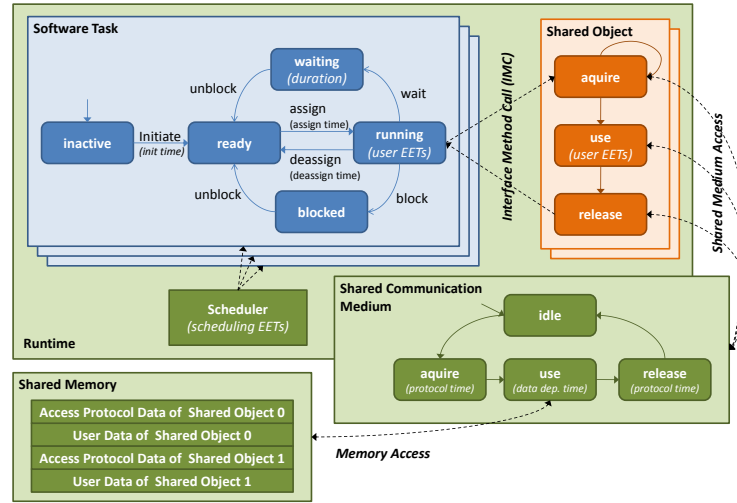 Software Task
waiting
(duration)
unblock
wait
assign
(assign time)
inactive
Initiate
(init time)
ready
running
(user EETs)
deassign
(deassign time)
unblock
blocked
block
Interface Method Call (IMC)
Shared Object
aquire
use
(user EETs)
release
Shared Medium Access
Scheduler
(scheduling EETs)
Runtime
Shared Communication
Medium
idle
aquire
(protocol time)
use
(data dep. time)
release
(protocol time)
Shared Memory
Access Protocol Data of Shared Object 0
User Data of Shared Object 0
Access Protocol Data of Shared Object 1
User Data of Shared Object 1
Memory Access